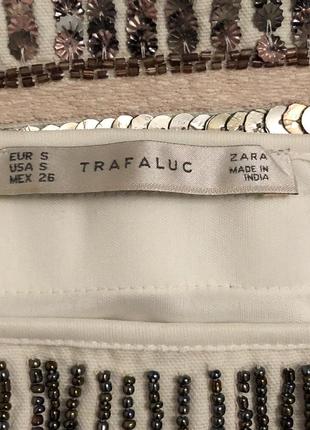 EUR S
USA S
MEX 26
TRAFALUC
ZARA
MADE IN
INDIA